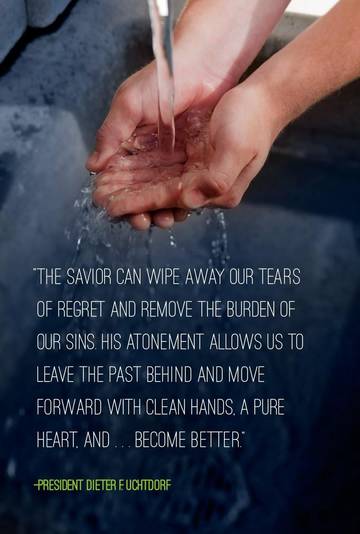 "THE SAVIOR CAN WIPE AWAY OUR TEARS
OF REGRET AND REMOVE THE BURDEN OF
OUR SINS. HIS ATONEMENT ALLOWS US TO
LEAVE THE PAST BEHIND AND MOVE
FORWARD WITH CLEAN HANDS, A PURE
HEART, AND . . . BECOME BETTER."
—PRESIDENT DIETER F. UCHTDORF